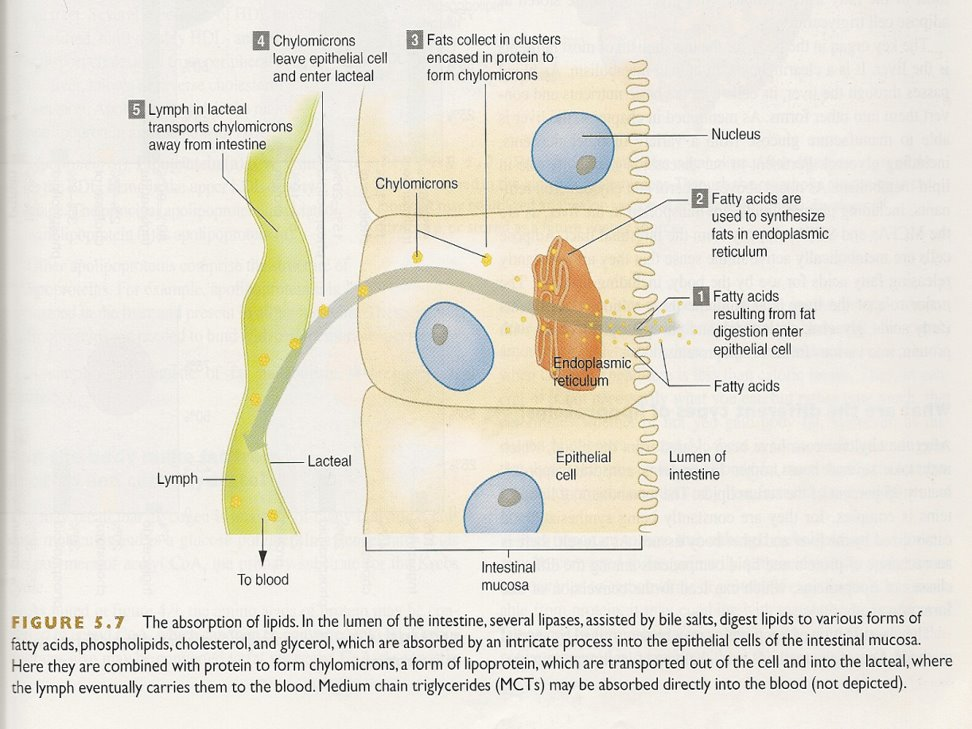 4 Chylomicrons
leave epithelial cell
and enter lacteal
3 Fats collect in clusters
encased in protein to
form chylomicrons
5 Lymph in lacteal
transports chylomicrons
away from intestine
Nucleus
Chylomicrons
2 Fatty acids are
used to synthesize
fats in endoplasmic
reticulum
1 Fatty acids
resulting from fat
digestion enter
epithelial cell
Endoplasmic
reticulum
Fatty acids
Lacteal
Lymph
Epithelial
cell
Lumen of
intestine
To blood
Intestinal
mucosa
FIGURE 5.7 The absorption of lipids. In the lumen of the intestine, several lipases, assisted by bile salts, digest lipids to various forms of
fatty acids, phospholipids, cholesterol, and glycerol, which are absorbed by an intricate process into the epithelial cells of the intestinal mucosa.
Here they are combined with protein to form chylomicrons, a form of lipoprotein, which are transported out of the cell and into the lacteal, where
the lymph eventually carries them to the blood. Medium chain triglycerides (MCTs) may be absorbed directly into the blood (not depicted).